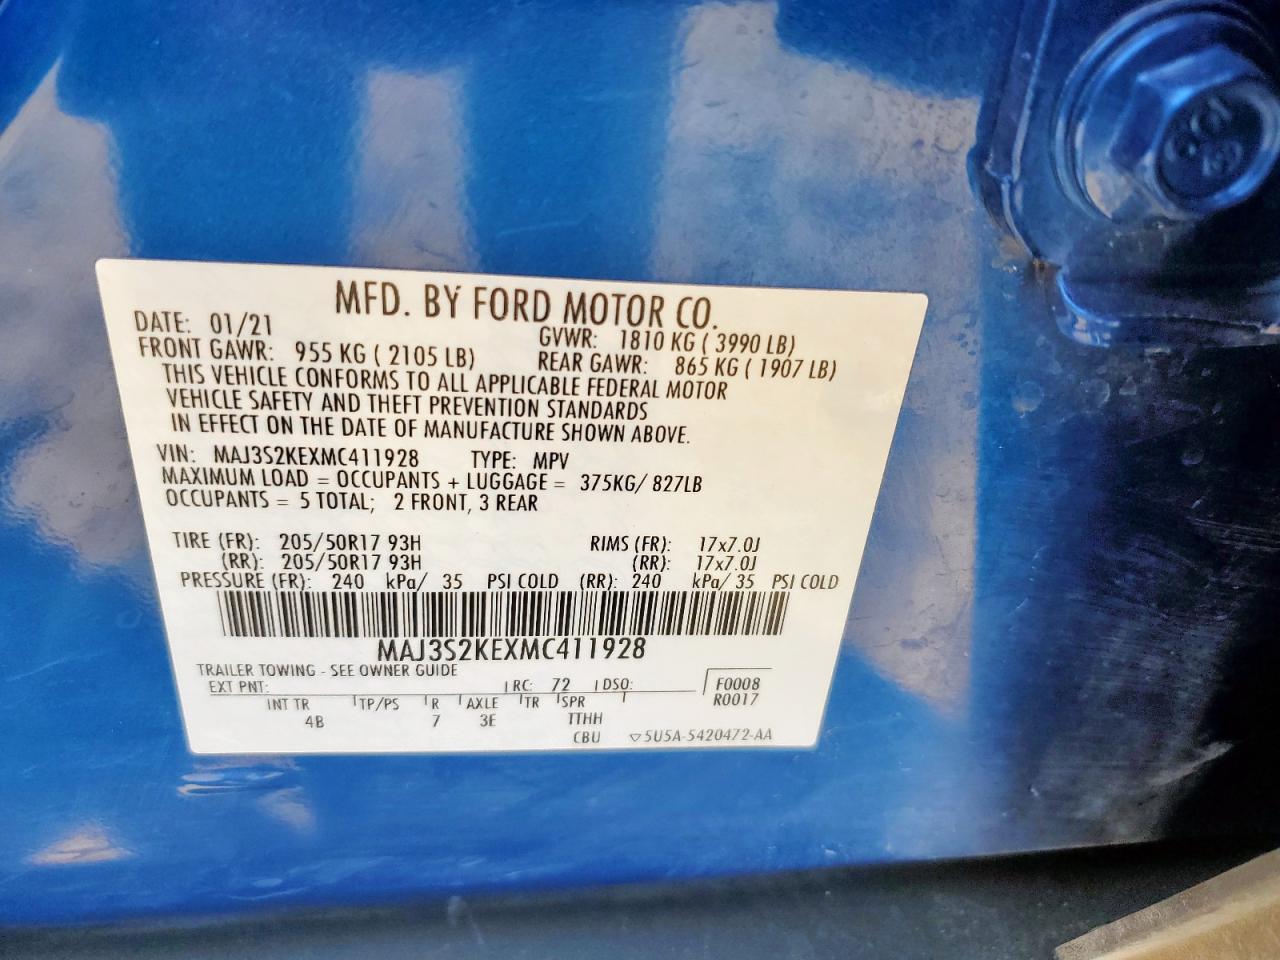 MFD. BY FORD MOTOR CO.
DATE: 01/21 GVWR: 1810 KG ( 3990 LB)
FRONT GAWR: 955 KG ( 2105 LB) REAR GAWR: 865 KG ( 1907 LB)
THIS VEHICLE CONFORMS TO ALL APPLICABLE FEDERAL MOTOR
VEHICLE SAFETY AND THEFT PREVENTION STANDARDS
IN EFFECT ON THE DATE OF MANUFACTURE SHOWN ABOVE.
VIN: MAJ3S2KEXMC411928 TYPE: MPV
MAXIMUM LOAD = OCCUPANTS + LUGGAGE = 375KG/ 827LB
OCCUPANTS = 5 TOTAL; 2 FRONT, 3 REAR
TIRE (FR): 205/50R17 93H RIMS (FR): 17x7.0J
(RR): 205/50R17 93H (RR): 17x7.0J
PRESSURE (FR): 240 kPa/ 35 PSI COLD (RR): 240 kPa/ 35 PSI COLD
MAJ3S2KEXMC411928
TRAILER TOWING - SEE OWNER GUIDE
EXT PNT: RC: 72 DSO: F0008
R0017
INT TR TP/PS R AXLE TR SPR
4B 7 3E TTHH
CBU ▽5U5A-5420472-AA